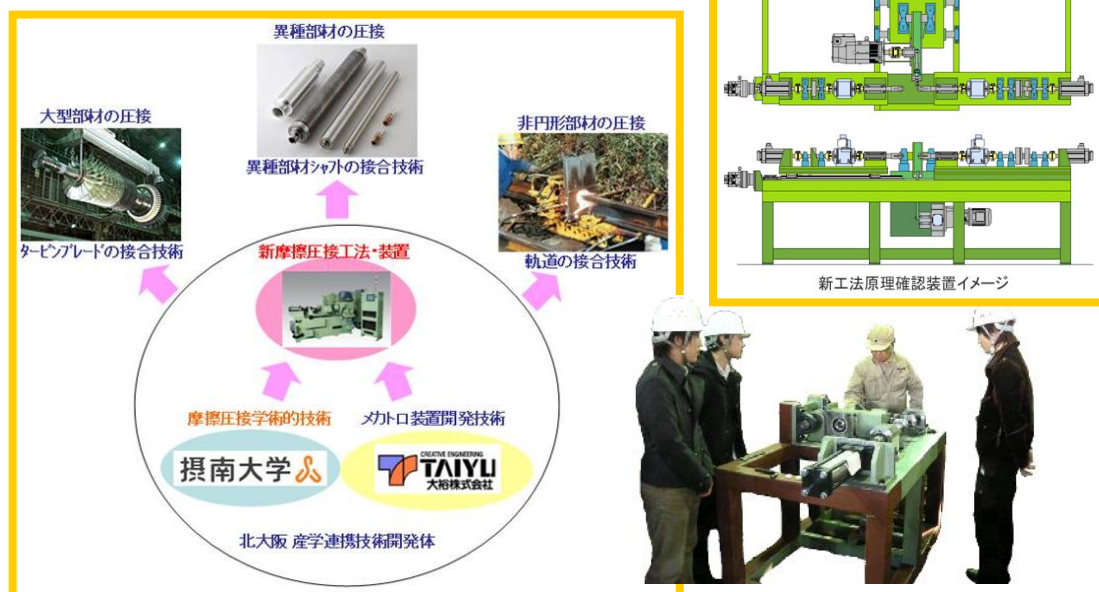 異種部材の圧接
異種部材シャフトの接合技術
大型部材の圧接
タービンブレードの接合技術
非円形部材の圧接
軌道の接合技術
新摩擦圧接工法・装置
摩擦圧接学術的技術
メカトロ装置開発技術
摂南大学
CREATIVE ENGINEERING
TAIYU
大裕株式会社
北大阪 産学連携技術開発体
新工法原理確認装置イメージ